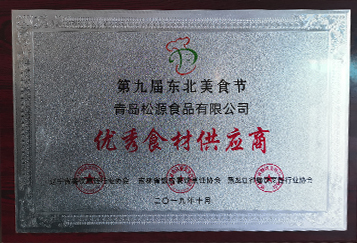 第九届东北美食节
青岛松源食品有限公司
优秀食材供应商
二〇一九年十月